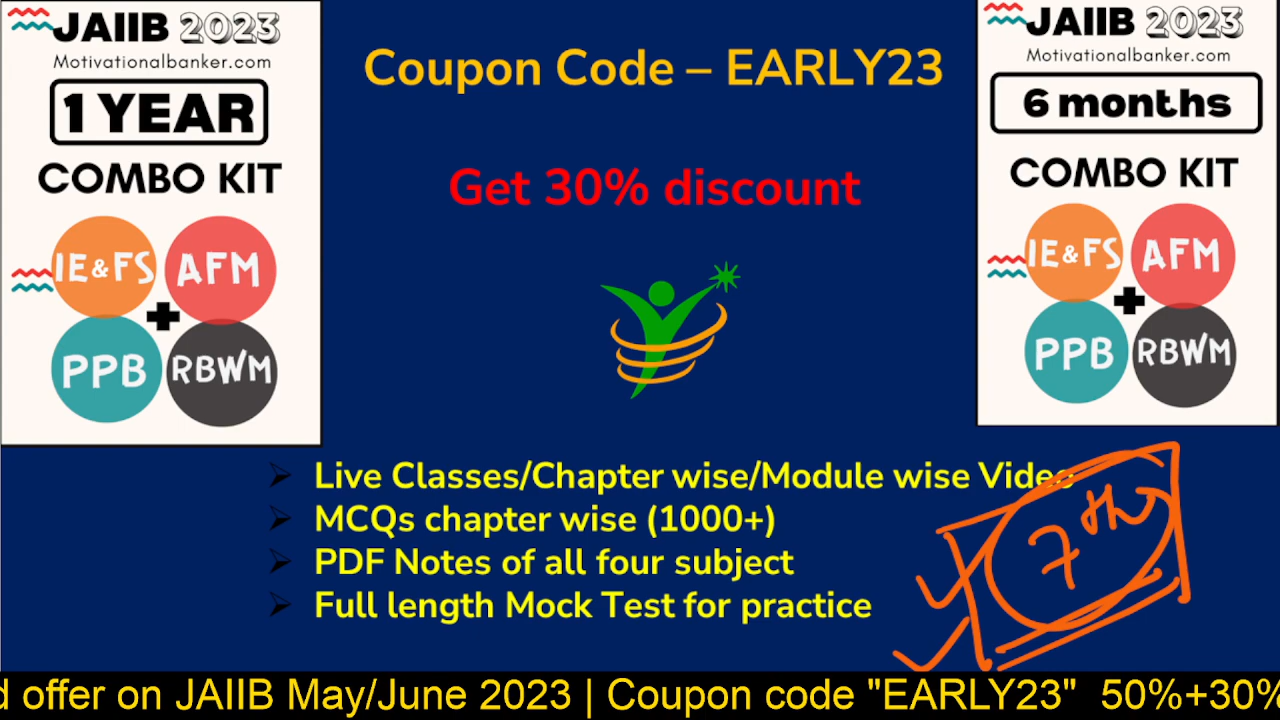 JAIIB 2023
Motivationalbanker.com
1 YEAR
COMBO KIT
IE&FS
AFM
PPB
RBWM
Coupon Code – EARLY23
Get 30% discount
JAIIB 2023
Motivationalbanker.com
6 months
COMBO KIT
IE&FS
AFM
PPB
RBWM
Live Classes/Chapter wise/Module wise Video
MCQs chapter wise (1000+)
PDF Notes of all four subject
Full length Mock Test for practice
7th
d offer on JAIIB May/June 2023 | Coupon code "EARLY23" 50%+30%